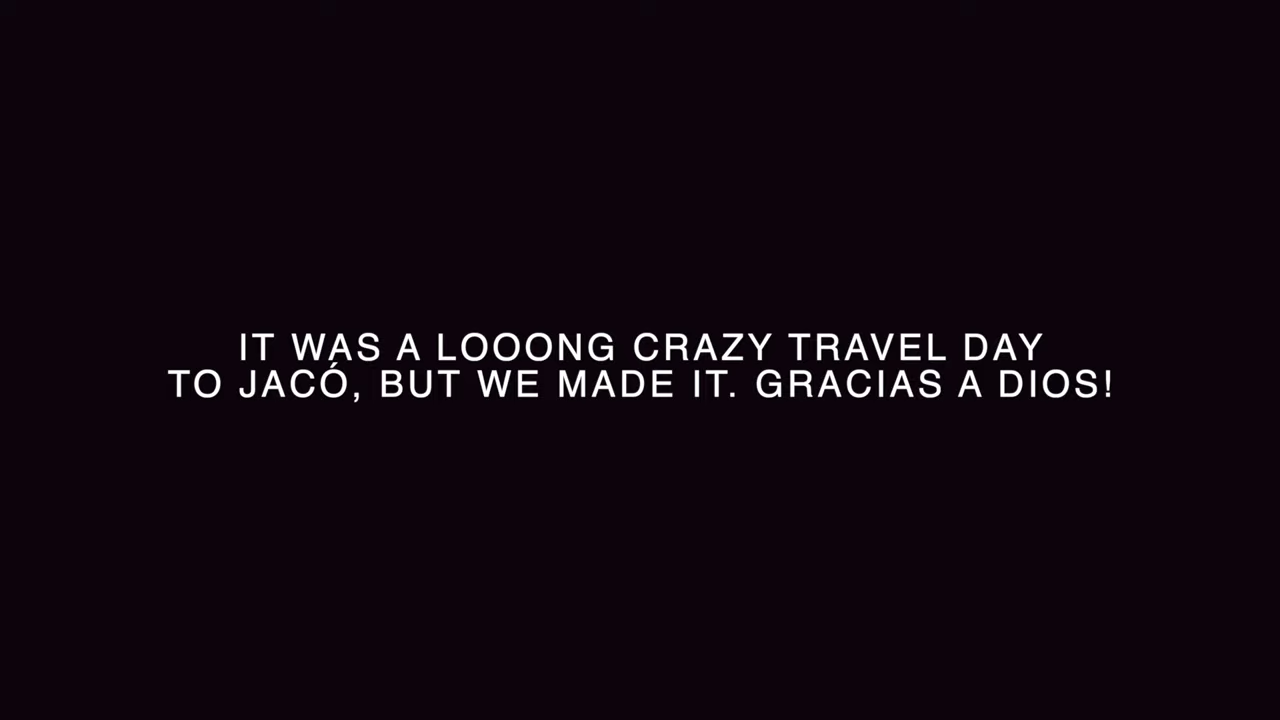 IT WAS A LOOONG CRAZY TRAVEL DAY
TO JACÓ, BUT WE MADE IT. GRACIAS A DIOS!